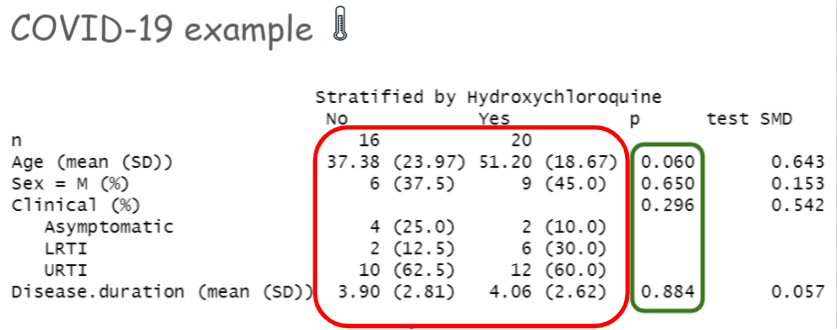 COVID-19 example
Stratified by Hydroxychloroquine
No Yes p test SMD
n 16 20
Age (mean (SD)) 37.38 (23.97) 51.20 (18.67) 0.060 0.643
Sex = M (%) 6 (37.5) 9 (45.0) 0.650 0.153
Clinical (%) 0.296 0.542
Asymptomatic 4 (25.0) 2 (10.0)
LRTI 2 (12.5) 6 (30.0)
URTI 10 (62.5) 12 (60.0)
Disease.duration (mean (SD)) 3.90 (2.81) 4.06 (2.62) 0.884 0.057